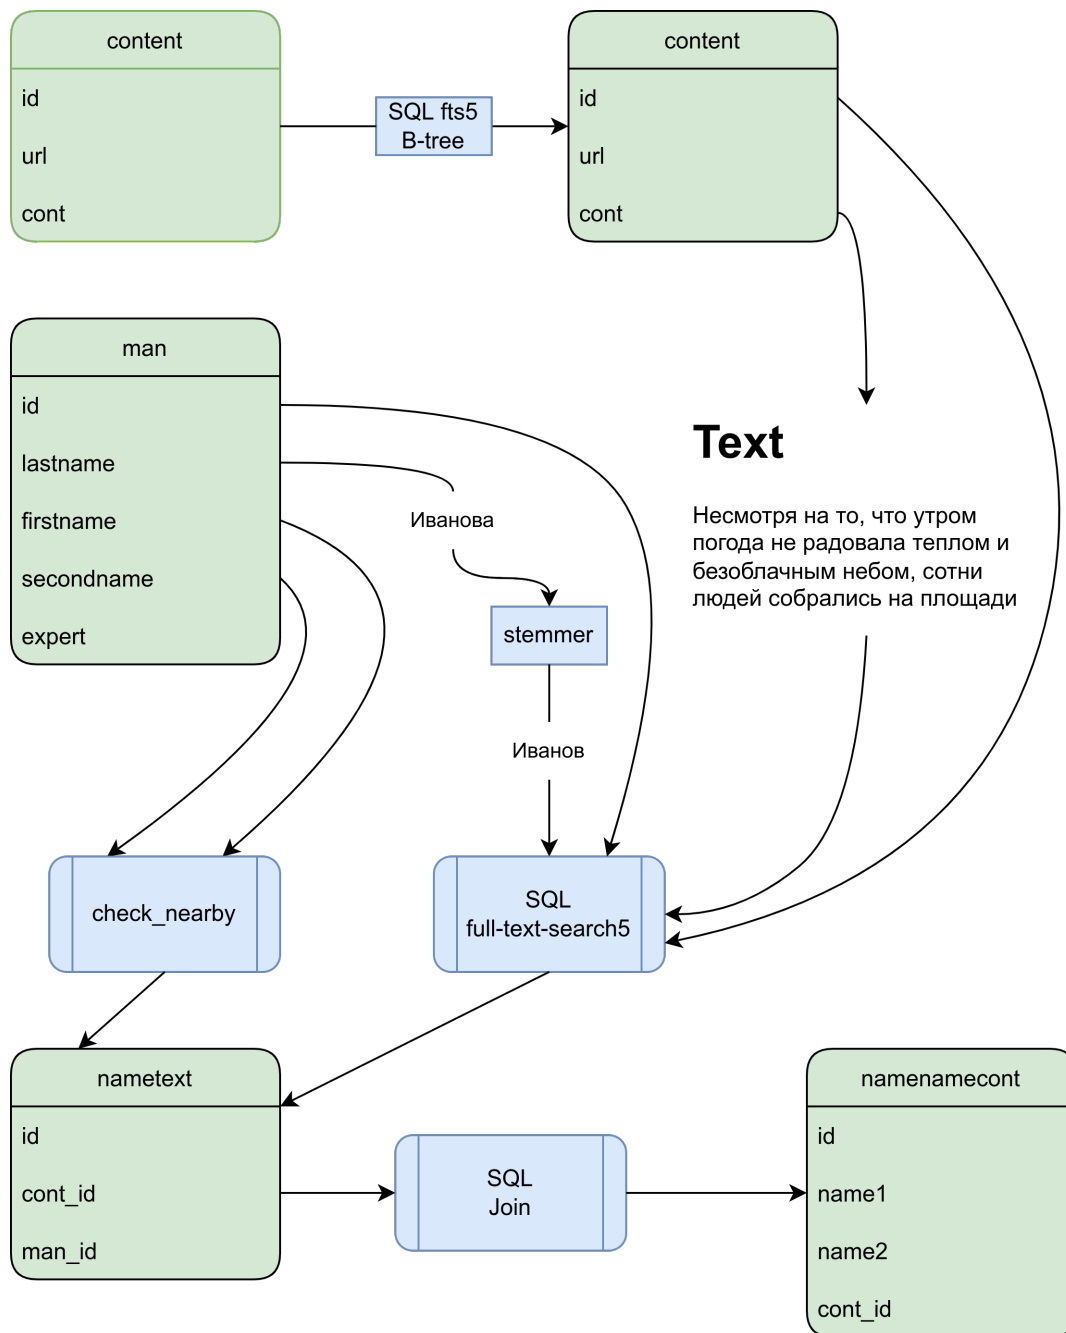 content
id
url
cont
SQL fts5
B-tree
content
id
url
cont
man
id
lastname
firstname
secondname
expert
Иванова
stemmer
Иванов
Text
Несмотря на то, что утром
погода не радовала теплом и
безоблачным небом, сотни
людей собрались на площади
check_nearby
SQL
full-text-search5
nametext
id
cont_id
man_id
SQL
Join
namenamecont
id
name1
name2
cont_id